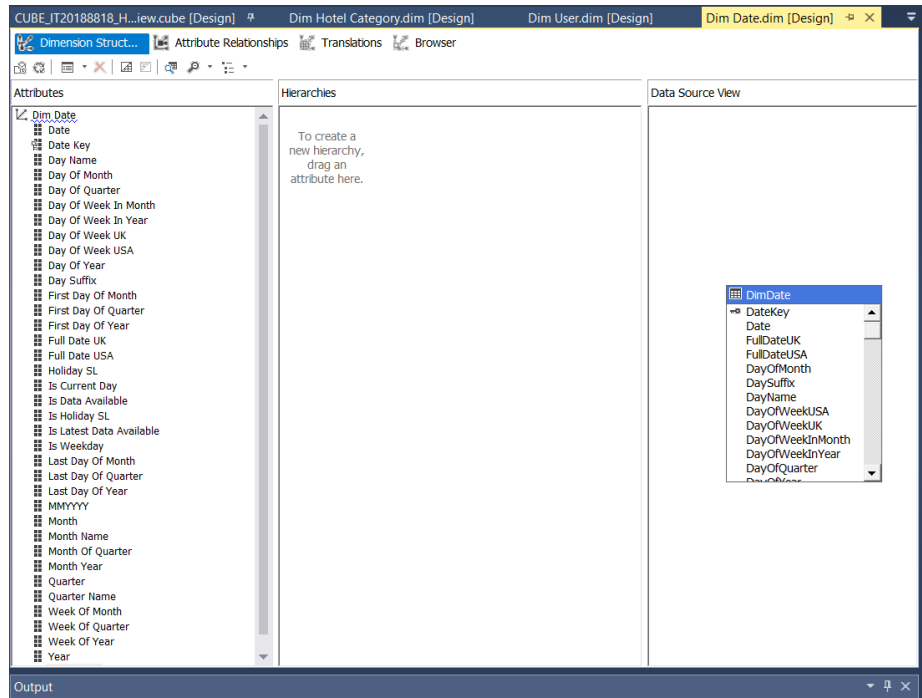 CUBE_IT20188818_H...iew.cube [Design]
Dim Hotel Category.dim [Design]
Dim User.dim [Design]
Dim Date.dim [Design]
Dimension Struct...
Attribute Relationships
Translations
Browser
Attributes
Dim Date
Date
Date Key
Day Name
Day Of Month
Day Of Quarter
Day Of Week In Month
Day Of Week In Year
Day Of Week UK
Day Of Week USA
Day Of Year
Day Suffix
First Day Of Month
First Day Of Quarter
First Day Of Year
Full Date UK
Full Date USA
Holiday SL
Is Current Day
Is Data Available
Is Holiday SL
Is Latest Data Available
Is Weekday
Last Day Of Month
Last Day Of Quarter
Last Day Of Year
MMYYYY
Month
Month Name
Month Of Quarter
Month Year
Quarter
Quarter Name
Week Of Month
Week Of Quarter
Week Of Year
Year
Hierarchies
To create a
new hierarchy,
drag an
attribute here.
Data Source View
DimDate
DateKey
Date
FullDateUK
FullDateUSA
DayOfMonth
DaySuffix
DayName
DayOfWeekUSA
DayOfWeekUK
DayOfWeekInMonth
DayOfWeekInYear
DayOfQuarter
DayOfYear
Output